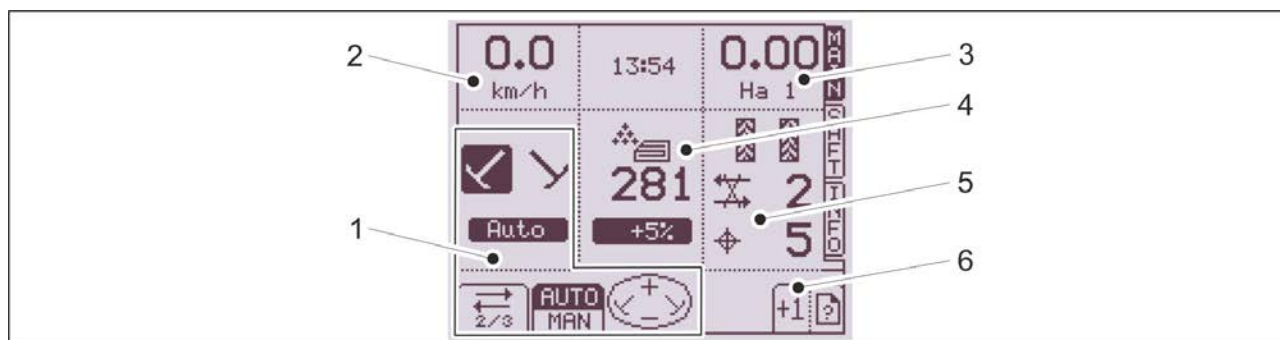 0.0
km/h
13:54
0.00
Ha 1
MAIN
SHIFT
INFO
281
2
Auto
+5%
5
2/3
AUTO
MAN
+1
?
1
2
3
4
5
6